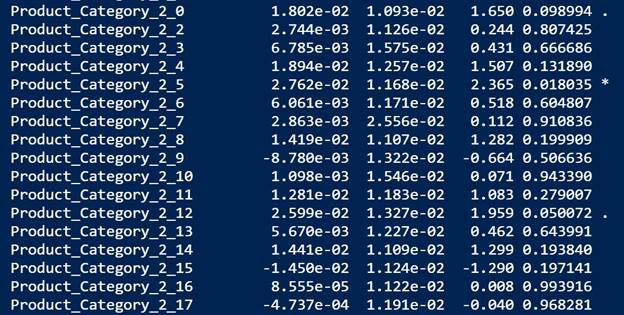 Product_Category_2_0 1.802e-02 1.093e-02 1.650 0.098994 .
Product_Category_2_2 2.744e-03 1.126e-02 0.244 0.807425
Product_Category_2_3 6.785e-03 1.575e-02 0.431 0.666686
Product_Category_2_4 1.894e-02 1.257e-02 1.507 0.131890
Product_Category_2_5 2.762e-02 1.168e-02 2.365 0.018035 *
Product_Category_2_6 6.061e-03 1.171e-02 0.518 0.604807
Product_Category_2_7 2.863e-03 2.556e-02 0.112 0.910836
Product_Category_2_8 1.419e-02 1.107e-02 1.282 0.199909
Product_Category_2_9 -8.780e-03 1.322e-02 -0.664 0.506636
Product_Category_2_10 1.098e-03 1.546e-02 0.071 0.943390
Product_Category_2_11 1.281e-02 1.183e-02 1.083 0.279007
Product_Category_2_12 2.599e-02 1.327e-02 1.959 0.050072 .
Product_Category_2_13 5.670e-03 1.227e-02 0.462 0.643991
Product_Category_2_14 1.441e-02 1.109e-02 1.299 0.193840
Product_Category_2_15 -1.450e-02 1.124e-02 -1.290 0.197141
Product_Category_2_16 8.555e-05 1.122e-02 0.008 0.993916
Product_Category_2_17 -4.737e-04 1.191e-02 -0.040 0.968281